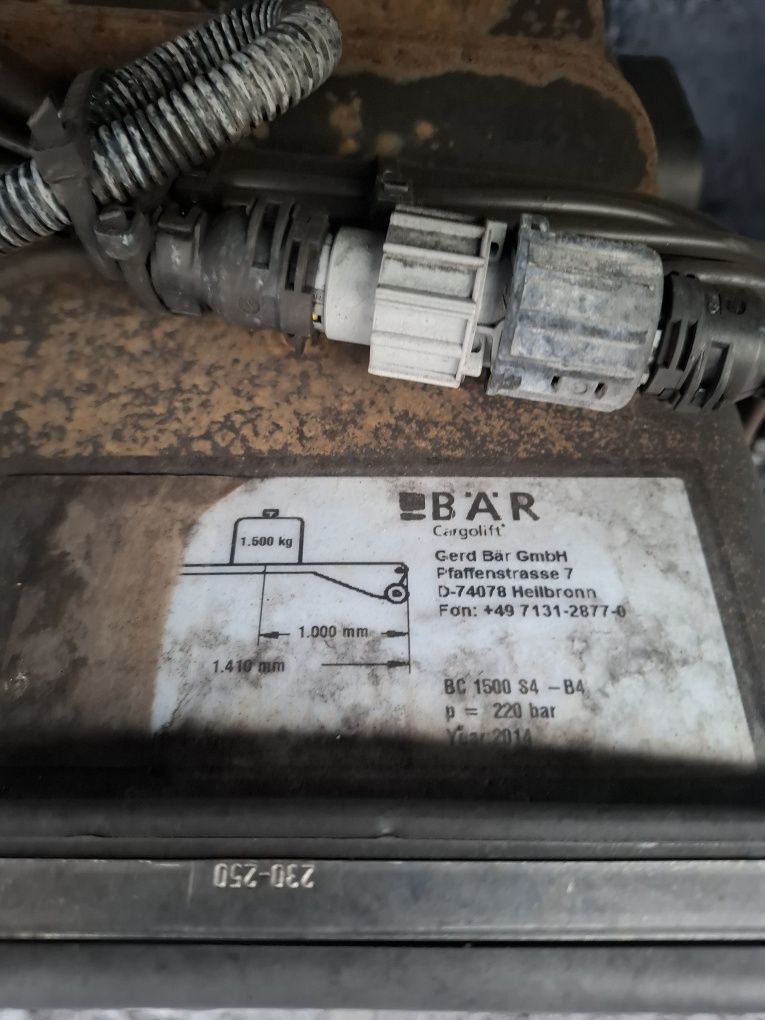 BÄR
Cargolift
1.500 kg
Gerd Bär GmbH
Pfaffenstrasse 7
D-74078 Heilbronn
Fon: +49 7131-2877-0
1.000 mm
1.410 mm
BC 1500 S4 -B4
p = 220 bar
Year 2014
230-250